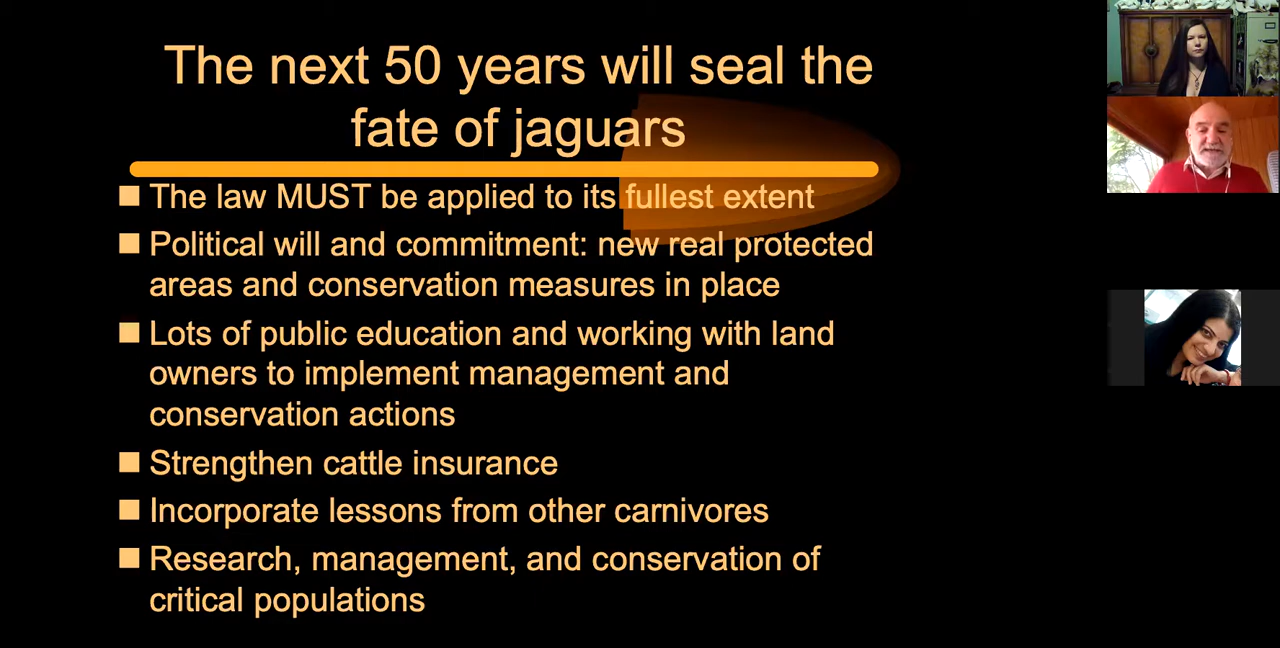 The next 50 years will seal the
fate of jaguars
The law MUST be applied to its fullest extent
Political will and commitment: new real protected
areas and conservation measures in place
Lots of public education and working with land
owners to implement management and
conservation actions
Strengthen cattle insurance
Incorporate lessons from other carnivores
Research, management, and conservation of
critical populations